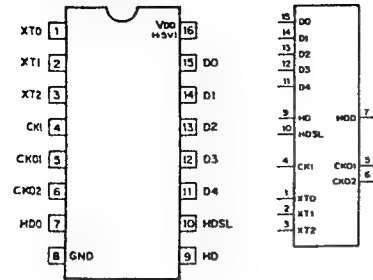 XT0 1
XT1 2
XT2 3
CKI 4
CKO1 5
CKO2 6
HDO 7
8 GND
VDD
(+5V) 16
15 D0
14 D1
13 D2
12 D3
11 D4
10 HDSL
9 HD
15 D0
14 D1
13 D2
12 D3
11 D4
9 HD
10 HDSL
4 CKI
1 XT0
2 XT1
3 XT2
HDO 7
CKO1 5
CKO2 6